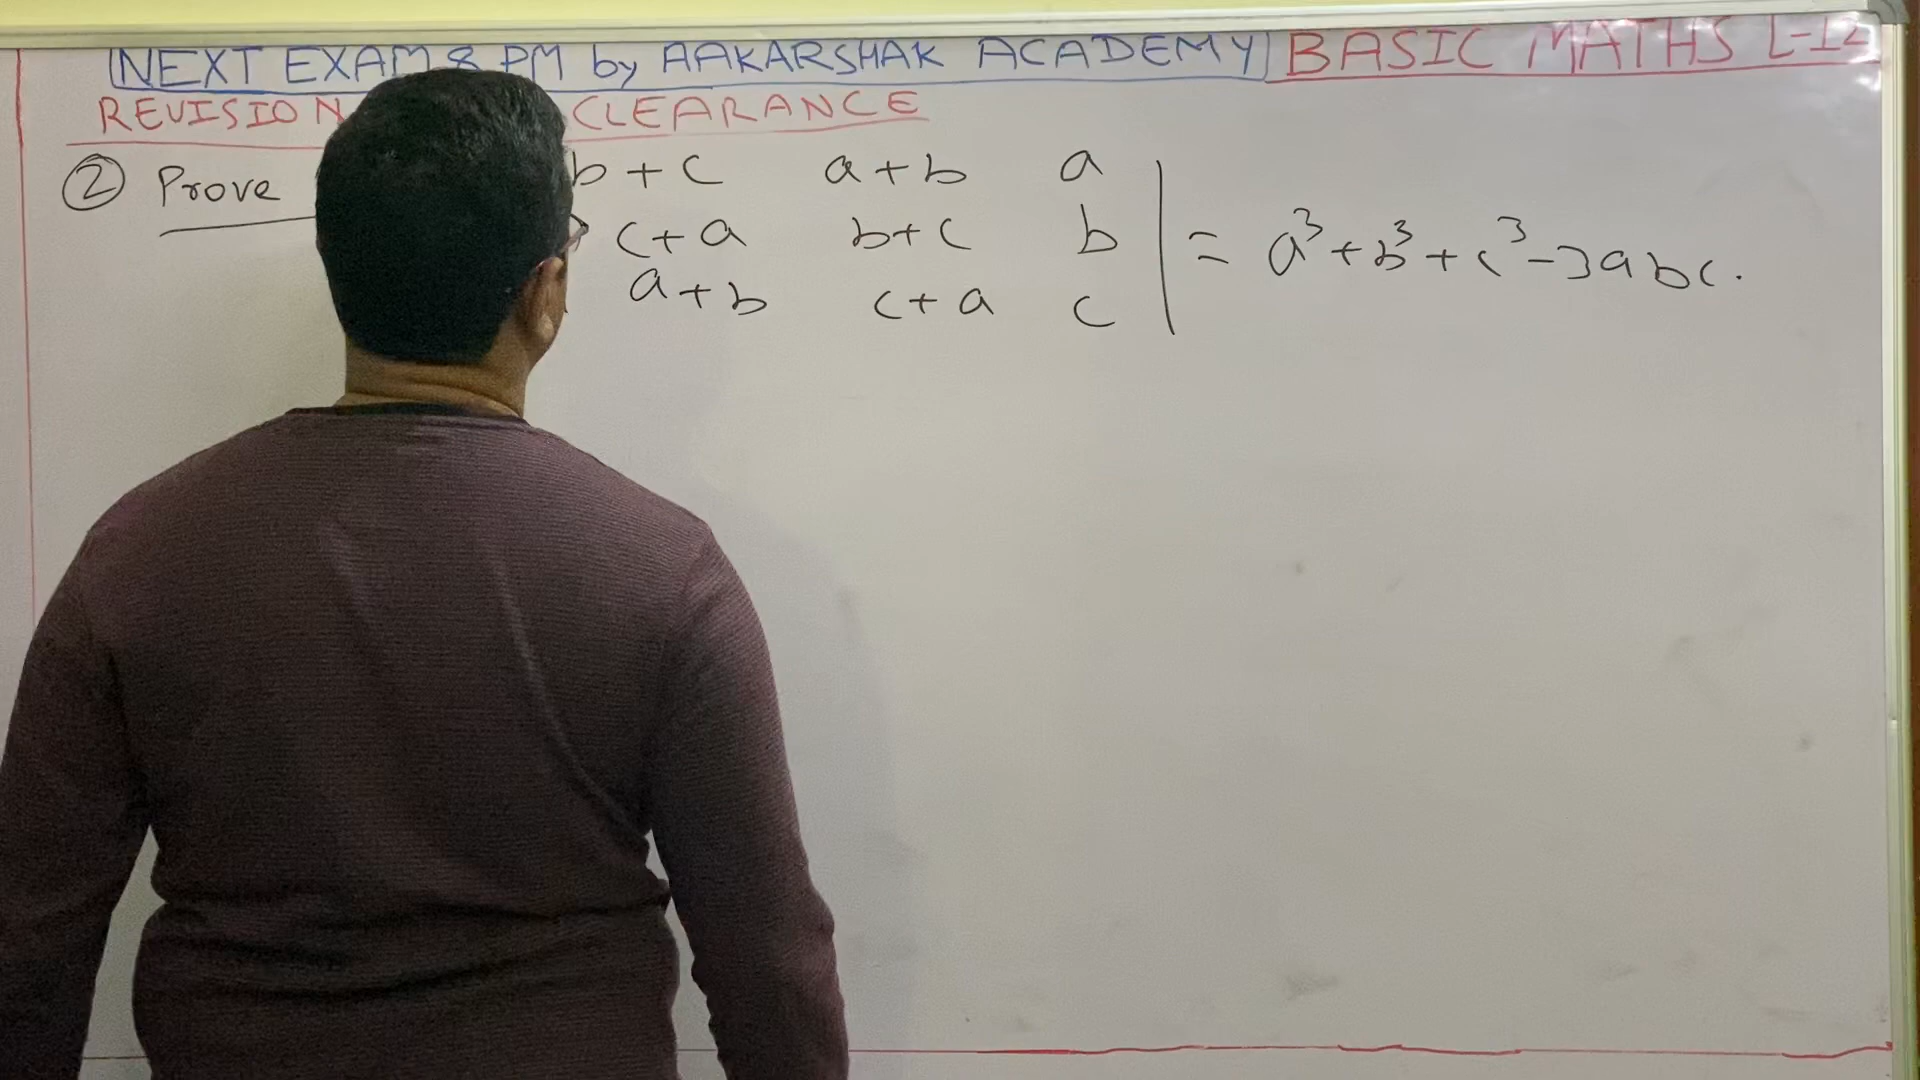 NEXT EXAM 8 PM by AAKARSHAK ACADEMY BASIC MATHS L-12
REVISION CLEARANCE
② Prove b+c a+b a
c+a b+c b = a³+b³+c³-3abc.
a+b c+a c